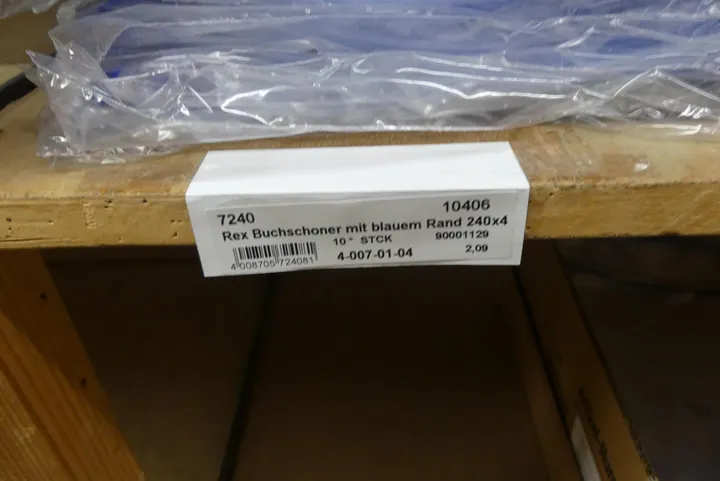 7240 10406
Rex Buchschoner mit blauem Rand 240x4
10 * STCK 90001129
4 008705 724081 4-007-01-04 2,09